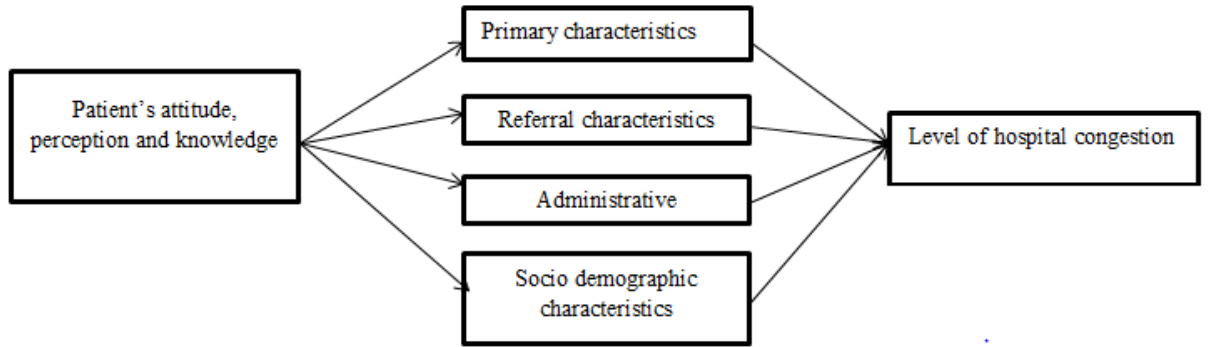 Patient’s attitude,
perception and knowledge
Primary characteristics
Referral characteristics
Administrative
Socio demographic
characteristics
Level of hospital congestion